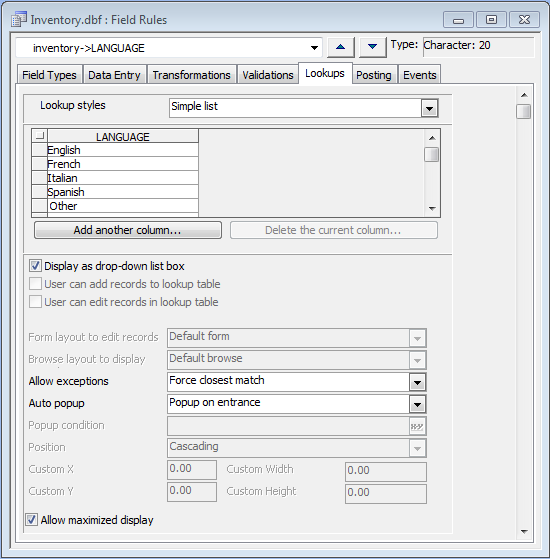 Inventory.dbf : Field Rules
inventory->LANGUAGE Type: Character: 20
Field Types Data Entry Transformations Validations Lookups Posting Events
Lookup styles Simple list
LANGUAGE
English
French
Italian
Spanish
Other
Add another column... Delete the current column...
Display as drop-down list box
User can add records to lookup table
User can edit records in lookup table
Form layout to edit records Default form
Browse layout to display Default browse
Allow exceptions Force closest match
Auto popup Popup on entrance
Popup condition
Position Cascading
Custom X 0.00 Custom Width 0.00
Custom Y 0.00 Custom Height 0.00
Allow maximized display